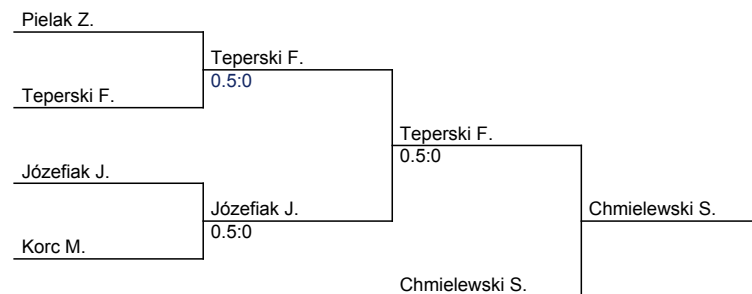 Pielak Z.
Teperski F.
0.5:0
Teperski F.
Teperski F.
0.5:0
Józefiak J.
Józefiak J.
0.5:0
Chmielewski S.
Korc M.
Chmielewski S.